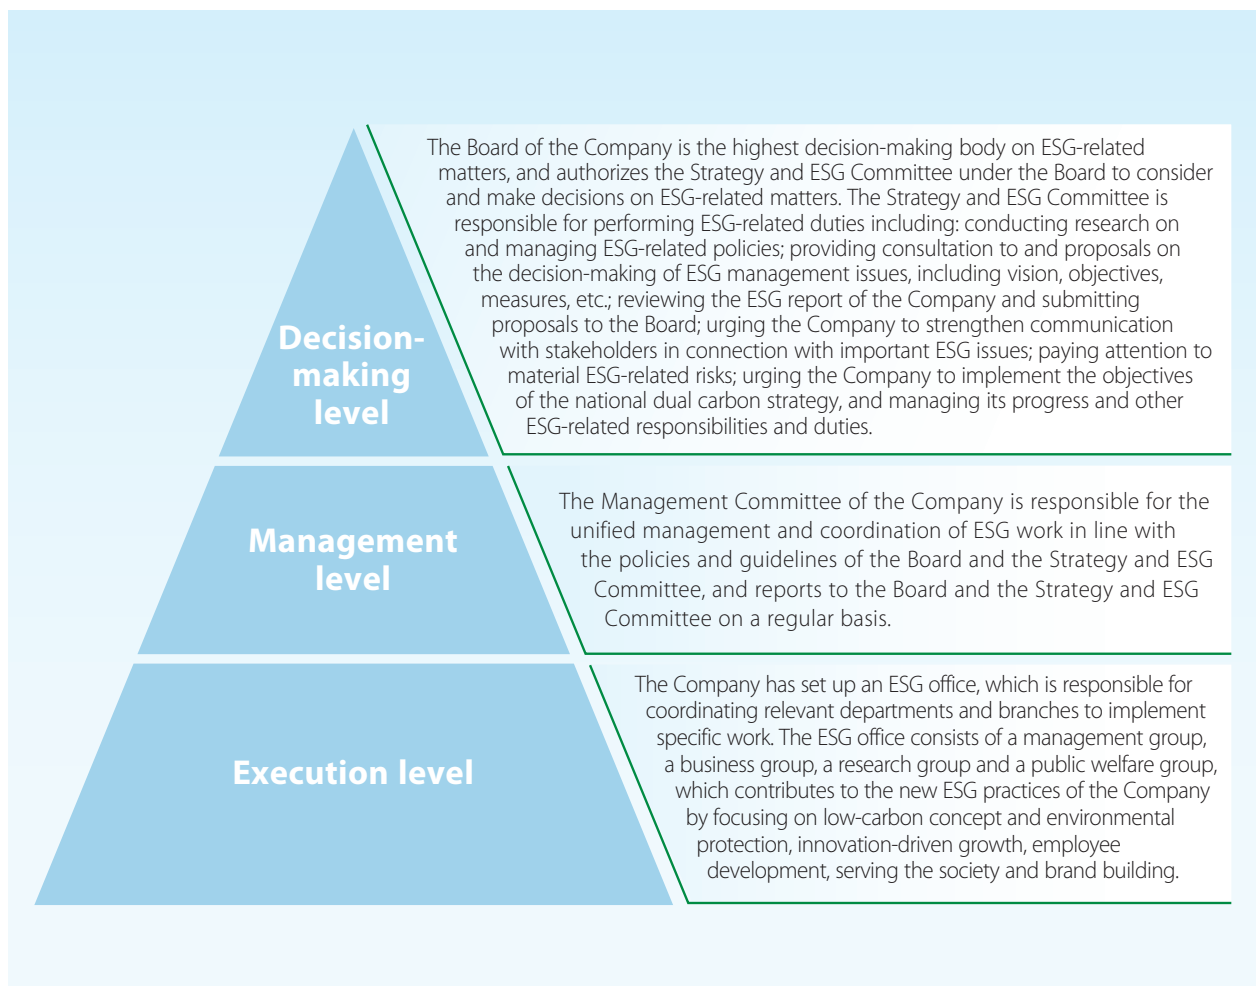 The Board of the Company is the highest decision-making body on ESG-related
matters, and authorizes the Strategy and ESG Committee under the Board to consider
and make decisions on ESG-related matters. The Strategy and ESG Committee is
responsible for performing ESG-related duties including: conducting research on
and managing ESG-related policies; providing consultation to and proposals on
the decision-making of ESG management issues, including vision, objectives,
measures, etc.; reviewing the ESG report of the Company and submitting
proposals to the Board; urging the Company to strengthen communication
with stakeholders in connection with important ESG issues; paying attention to
material ESG-related risks; urging the Company to implement the objectives
of the national dual carbon strategy, and managing its progress and other
ESG-related responsibilities and duties.
Decision-
making
level
The Management Committee of the Company is responsible for the
unified management and coordination of ESG work in line with
the policies and guidelines of the Board and the Strategy and ESG
Committee, and reports to the Board and the Strategy and ESG
Committee on a regular basis.
Management
level
The Company has set up an ESG office, which is responsible for
coordinating relevant departments and branches to implement
specific work. The ESG office consists of a management group,
a business group, a research group and a public welfare group,
which contributes to the new ESG practices of the Company
by focusing on low-carbon concept and environmental
protection, innovation-driven growth, employee
development, serving the society and brand building.
Execution level